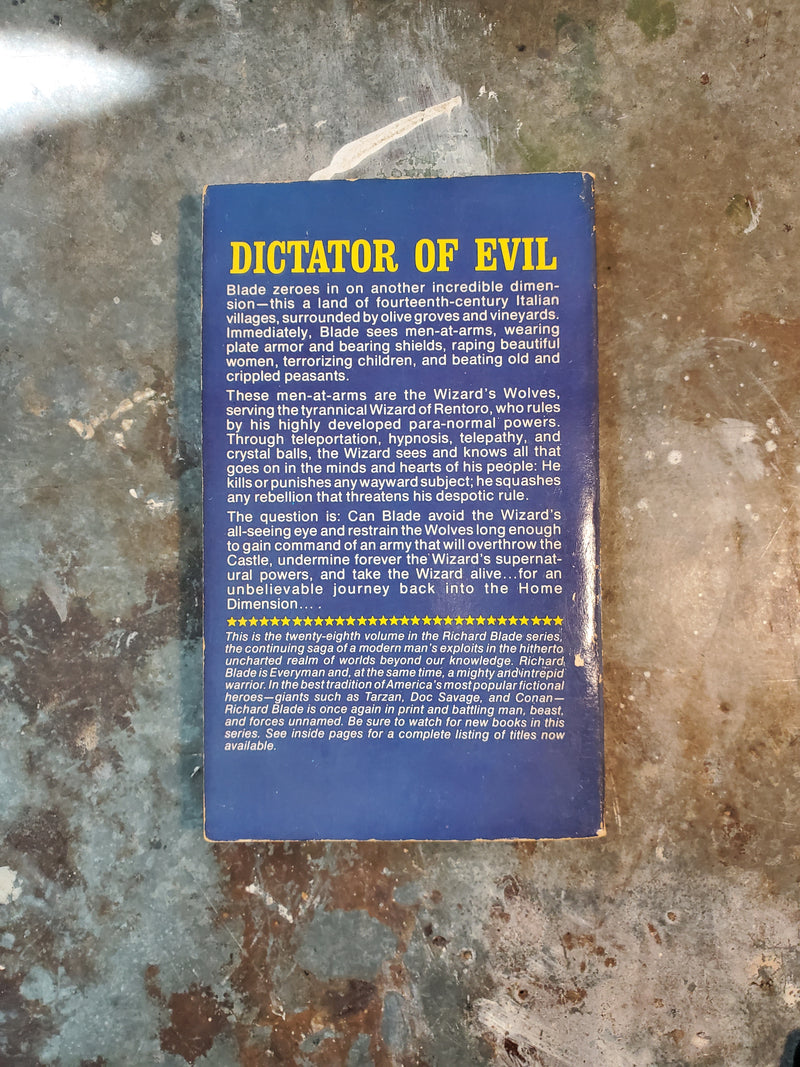 DICTATOR OF EVIL
Blade zeroes in on another incredible dimen-
sion—this a land of fourteenth-century Italian
villages, surrounded by olive groves and vineyards.
Immediately, Blade sees men-at-arms, wearing
plate armor and bearing shields, raping beautiful
women, terrorizing children, and beating old and
crippled peasants.
These men-at-arms are the Wizard's Wolves,
serving the tyrannical Wizard of Rentoro, who rules
by his highly developed para-normal powers.
Through teleportation, hypnosis, telepathy, and
crystal balls, the Wizard sees and knows all that
goes on in the minds and hearts of his people: He
kills or punishes any wayward subject; he squashes
any rebellion that threatens his despotic rule.
The question is: Can Blade avoid the Wizard's
all-seeing eye and restrain the Wolves long enough
to gain command of an army that will overthrow the
Castle, undermine forever the Wizard's supernat-
ural powers, and take the Wizard alive...for an
unbelievable journey back into the Home
Dimension... .
This is the twenty-eighth volume in the Richard Blade series,
the continuing saga of a modern man's exploits in the hitherto
uncharted realm of worlds beyond our knowledge. Richard
Blade is Everyman and, at the same time, a mighty and intrepid
warrior. In the best tradition of America's most popular fictional
heroes—giants such as Tarzan, Doc Savage, and Conan—
Richard Blade is once again in print and battling man, beast,
and forces unnamed. Be sure to watch for new books in this
series. See inside pages for a complete listing of titles now
available.